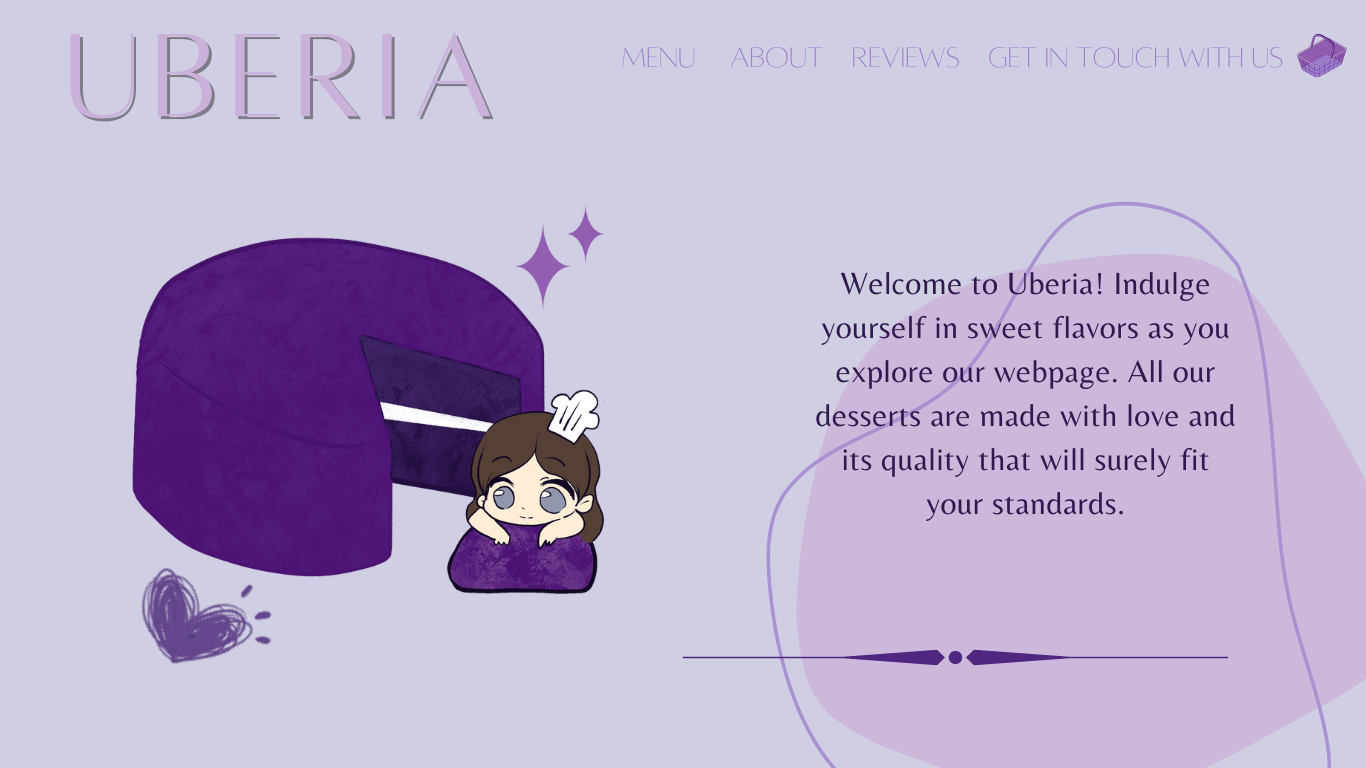 UBERIA
MENU ABOUT REVIEWS GET IN TOUCH WITH US
Welcome to Uberia! Indulge
yourself in sweet flavors as you
explore our webpage. All our
desserts are made with love and
its quality that will surely fit
your standards.